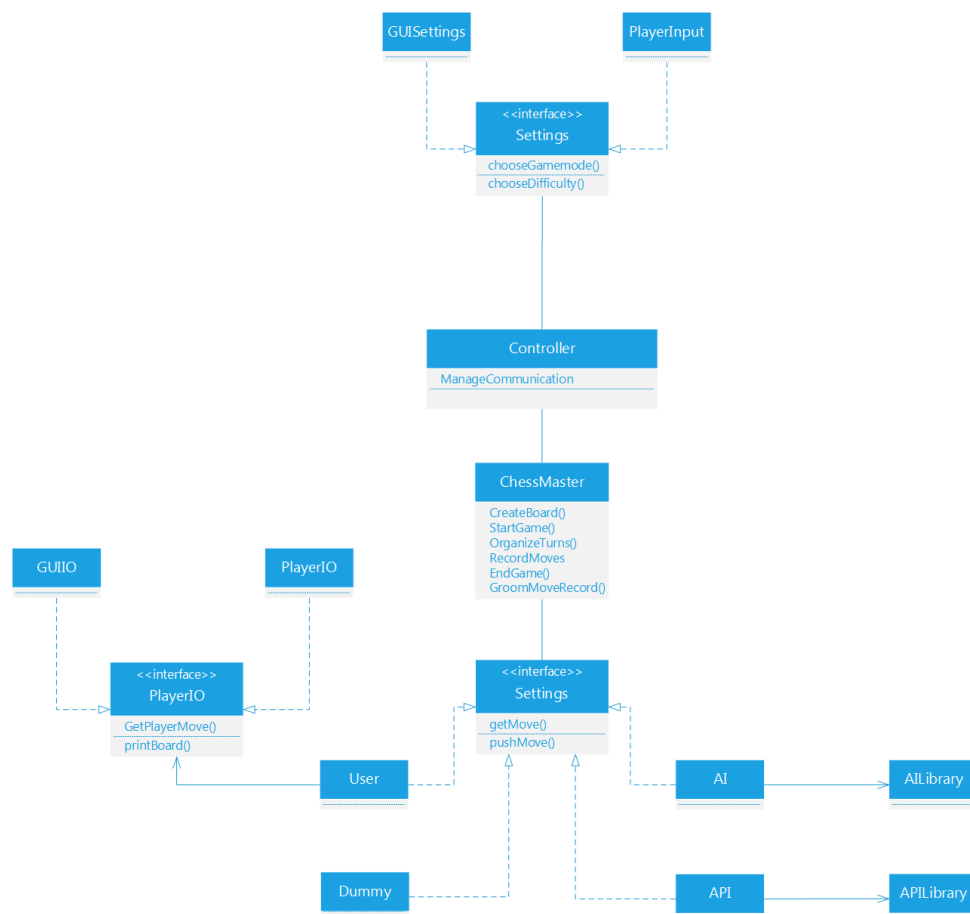 GUISettings
PlayerInput
<<interface>>
Settings
chooseGamemode()
chooseDifficulty()
Controller
ManageCommunication
ChessMaster
CreateBoard()
StartGame()
OrganizeTurns()
RecordMoves
EndGame()
GroomMoveRecord()
GUIIO
PlayerIO
<<interface>>
PlayerIO
GetPlayerMove()
printBoard()
<<interface>>
Settings
getMove()
pushMove()
User
AI
AILibrary
Dummy
API
APILibrary